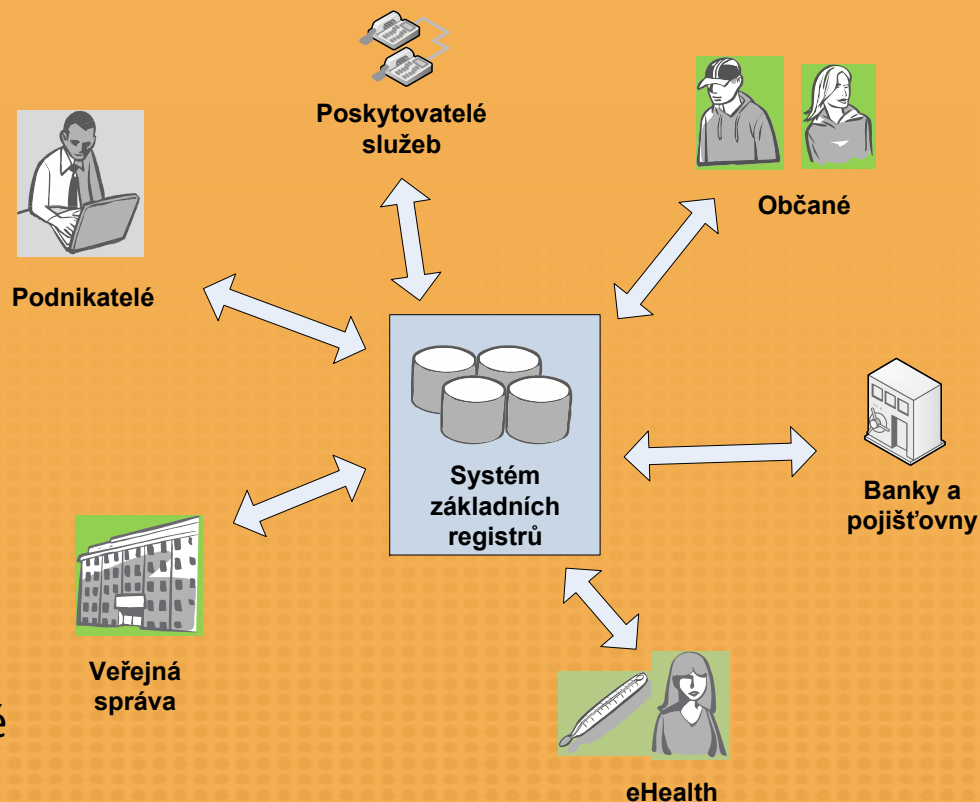 Poskytovatelé
služeb
Občané
Podnikatelé
Systém
základních
registrů
Banky a
pojišťovny
Veřejná
správa
é
eHealth